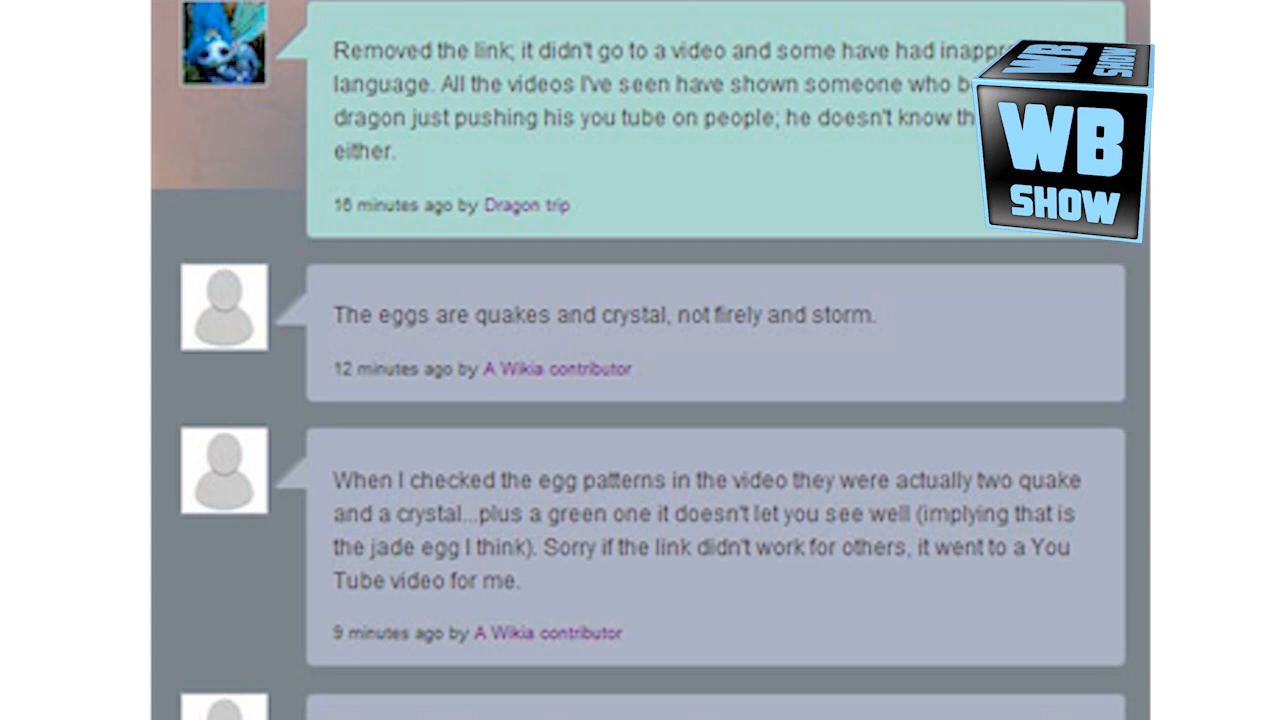 Removed the link; it didn't go to a video and some have had
language. All the videos I've seen have shown someone who
dragon just pushing his you tube on people; he doesn't know
either.
16 minutes ago by Dragon trip
WB
SHOW
WB
SHOW
The eggs are quakes and crystal, not firely and storm.
12 minutes ago by A Wikia contributor
When I checked the egg patterns in the video they were actually two quake
and a crystal...plus a green one it doesn't let you see well (implying that is
the jade egg I think). Sorry if the link didn't work for others, it went to a You
Tube video for me.
9 minutes ago by A Wikia contributor